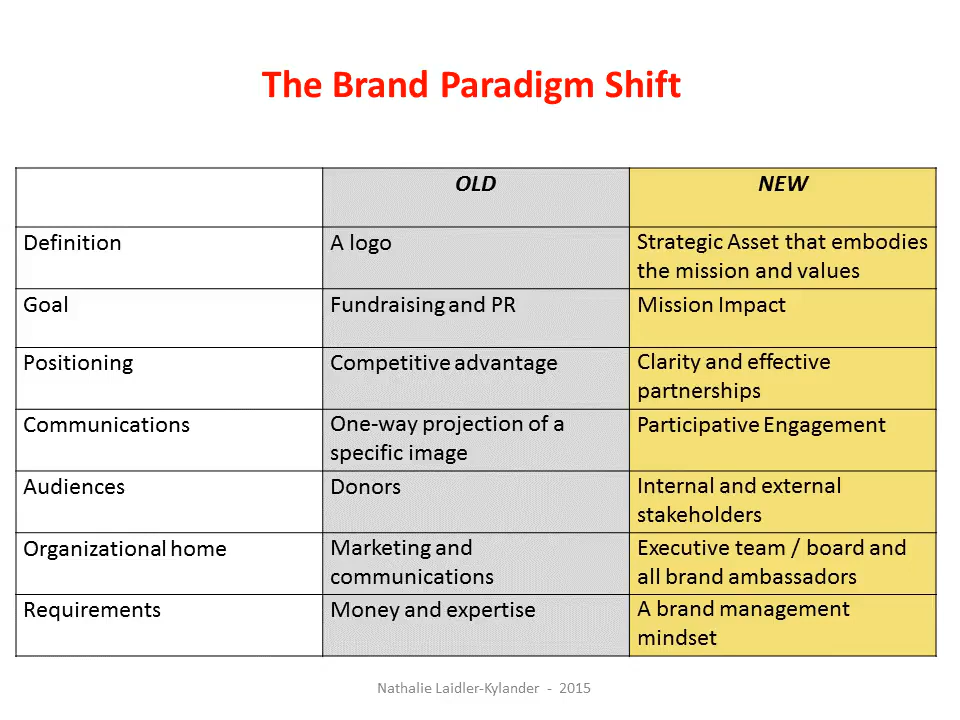 The Brand Paradigm Shift
OLD
NEW
Definition
A logo
Strategic Asset that embodies
the mission and values
Goal
Fundraising and PR
Mission Impact
Positioning
Competitive advantage
Clarity and effective
partnerships
Communications
One-way projection of a
specific image
Participative Engagement
Audiences
Donors
Internal and external
stakeholders
Organizational home
Marketing and
communications
Executive team / board and
all brand ambassadors
Requirements
Money and expertise
A brand management
mindset
Nathalie Laidler-Kylander - 2015